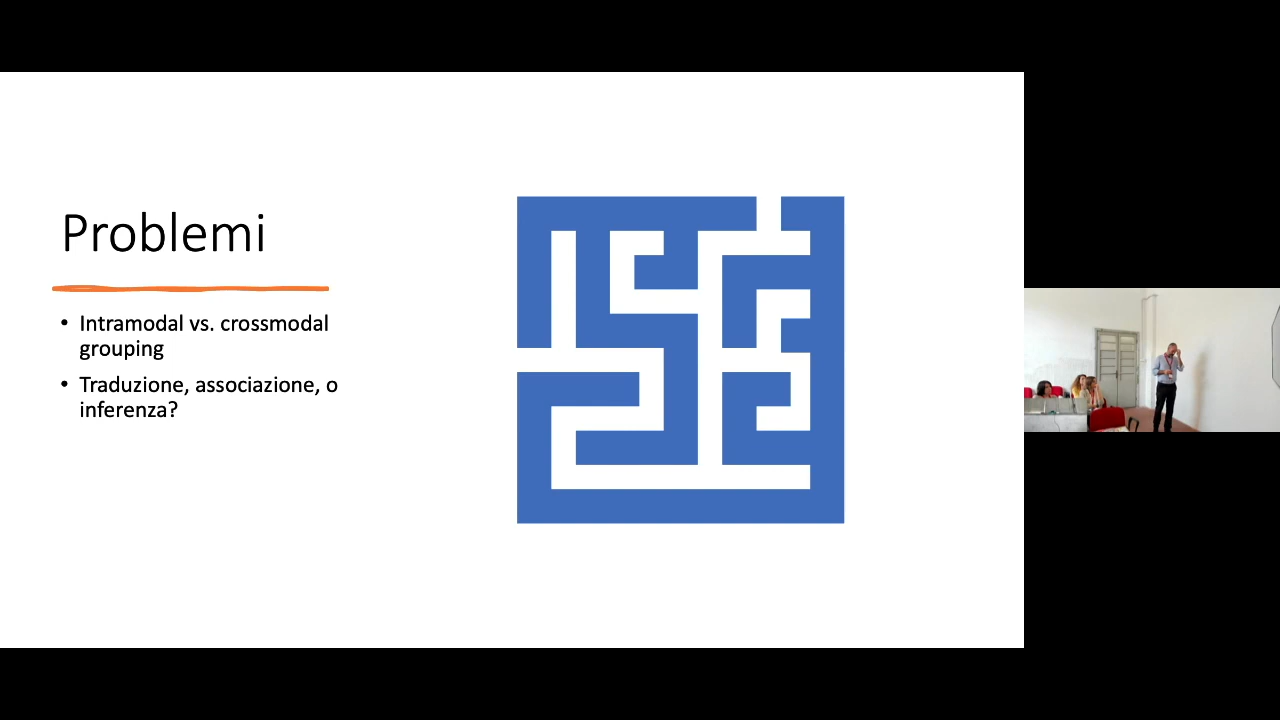 Problemi
• Intramodal vs. crossmodal
grouping
• Traduzione, associazione, o
inferenza?